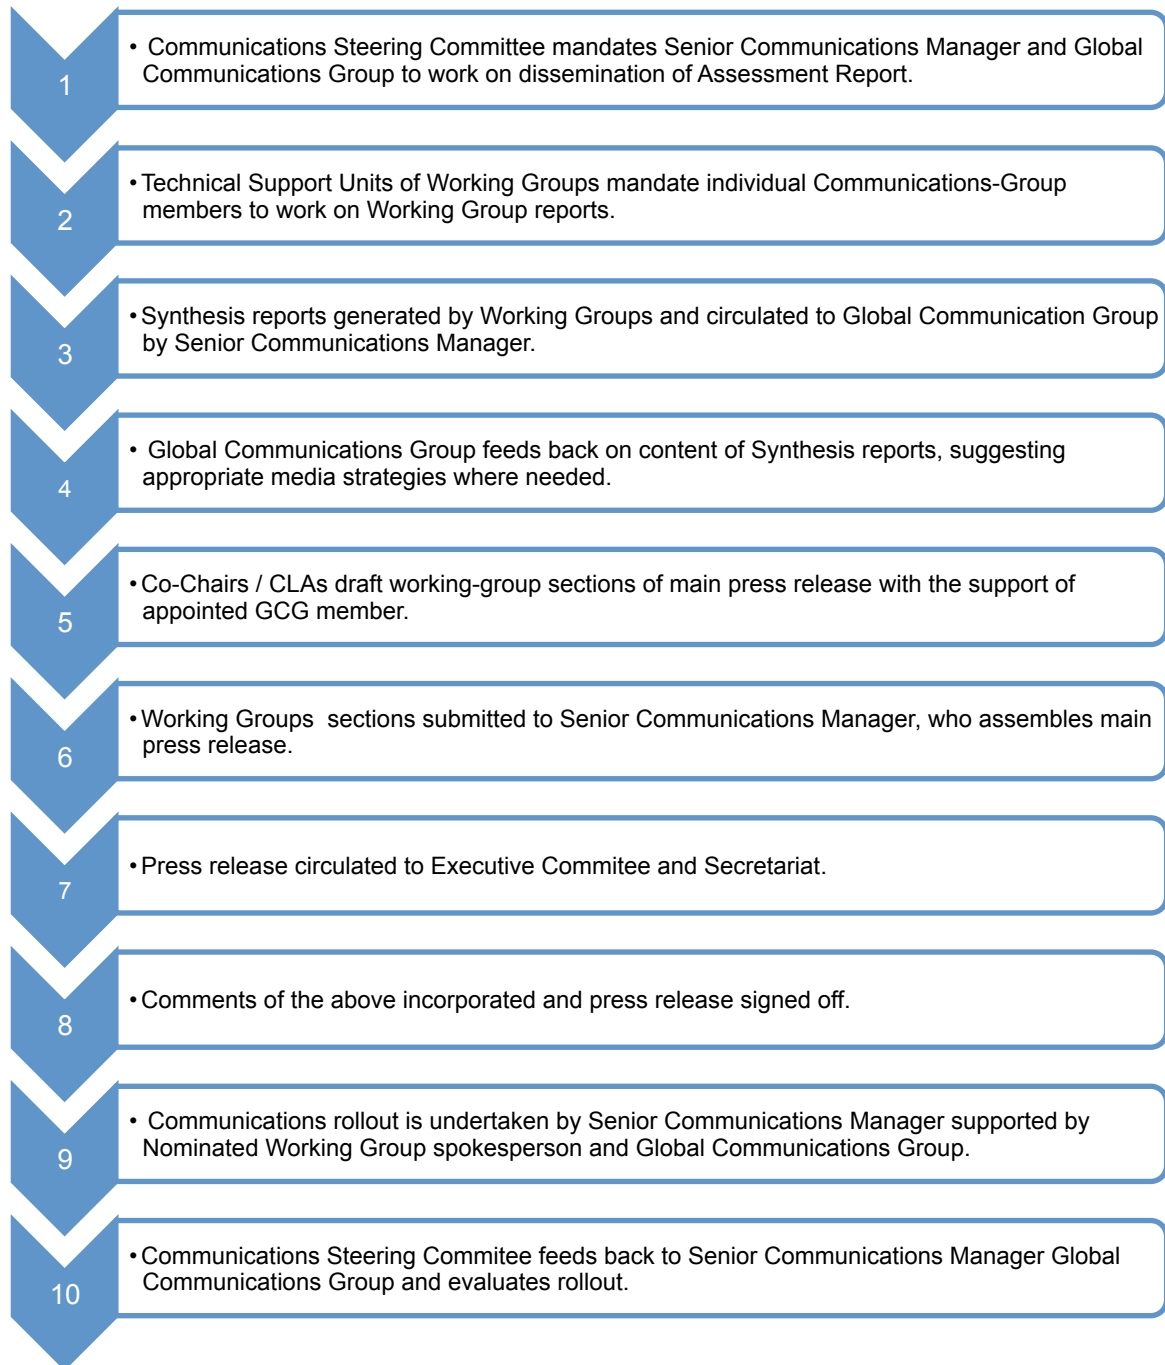 1
• Communications Steering Committee mandates Senior Communications Manager and Global
Communications Group to work on dissemination of Assessment Report.
2
• Technical Support Units of Working Groups mandate individual Communications-Group
members to work on Working Group reports.
3
• Synthesis reports generated by Working Groups and circulated to Global Communication Group
by Senior Communications Manager.
4
• Global Communications Group feeds back on content of Synthesis reports, suggesting
appropriate media strategies where needed.
5
• Co-Chairs / CLAs draft working-group sections of main press release with the support of
appointed GCG member.
6
• Working Groups sections submitted to Senior Communications Manager, who assembles main
press release.
7
• Press release circulated to Executive Commitee and Secretariat.
8
• Comments of the above incorporated and press release signed off.
9
• Communications rollout is undertaken by Senior Communications Manager supported by
Nominated Working Group spokesperson and Global Communications Group.
10
• Communications Steering Commitee feeds back to Senior Communications Manager Global
Communications Group and evaluates rollout.